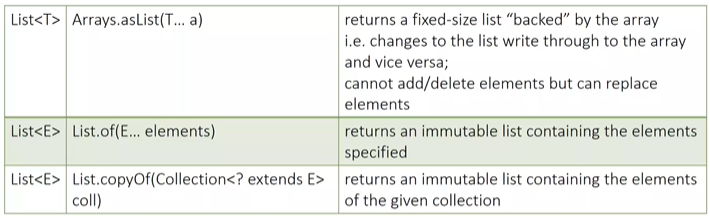 List<T> Arrays.asList(T... a) returns a fixed-size list “backed” by the array
i.e. changes to the list write through to the array
and vice versa;
cannot add/delete elements but can replace
elements
List<E> List.of(E... elements) returns an immutable list containing the elements
specified
List<E> List.copyOf(Collection<? extends E> returns an immutable list containing the elements
coll) of the given collection